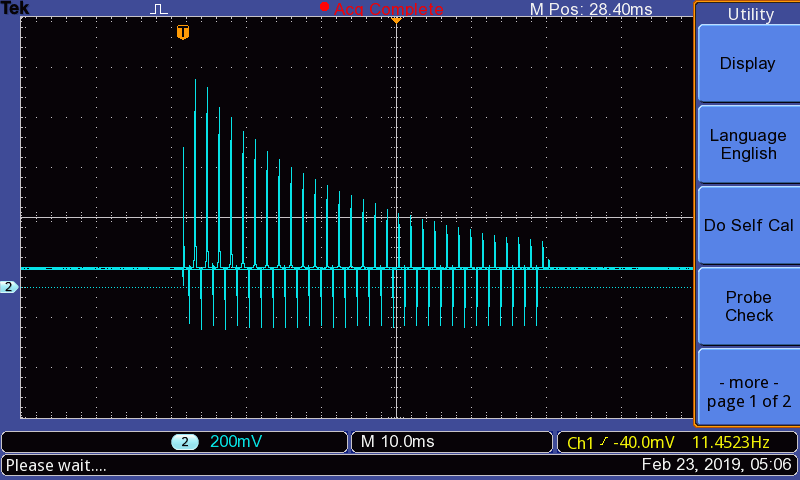 Tek
Acq Complete
M Pos: 28.40ms
Utility
T
Display
Language
English
Do Self Cal
2
Probe
Check
- more -
page 1 of 2
2 200mV
M 10.0ms
Ch1 -40.0mV 11.4523Hz
Please wait....
Feb 23, 2019, 05:06